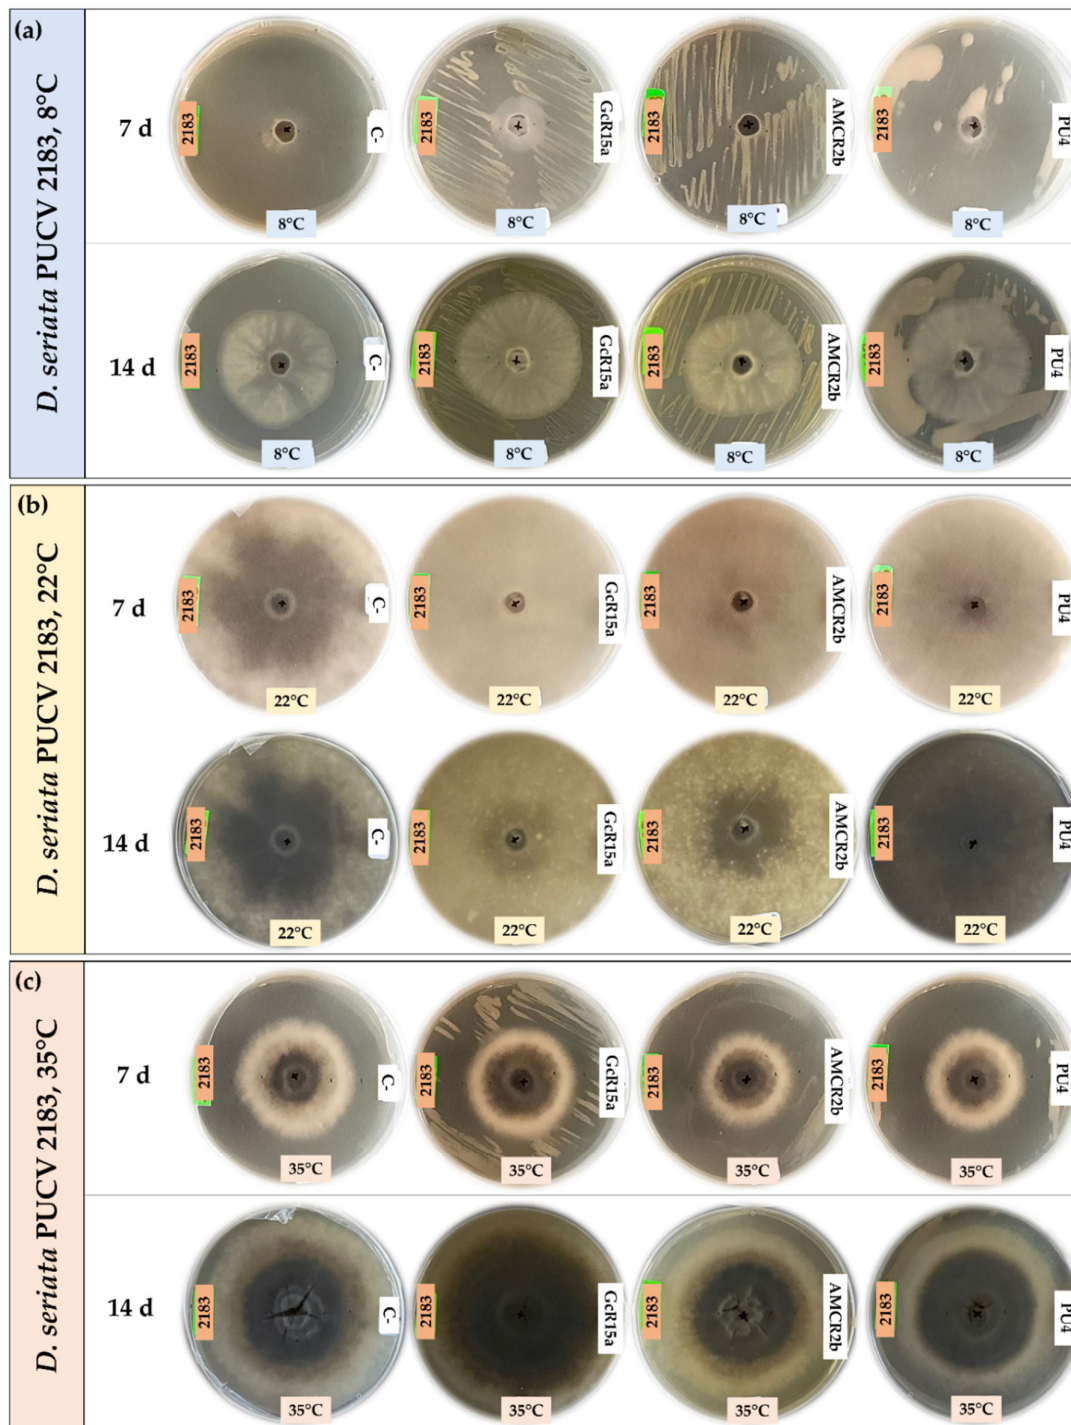 (a)
D. seriata PUCV 2183, 8°C
7 d
2183
C-
8°C
2183
GcR15a
8°C
2183
AMCR2b
8°C
2183
PU4
8°C
14 d
2183
C-
8°C
2183
GcR15a
8°C
2183
AMCR2b
8°C
2183
PU4
8°C
(b)
D. seriata PUCV 2183, 22°C
7 d
2183
C-
22°C
2183
GcR15a
22°C
2183
AMCR2b
22°C
2183
PU4
22°C
14 d
2183
C-
22°C
2183
GcR15a
22°C
2183
AMCR2b
22°C
2183
PU4
22°C
(c)
D. seriata PUCV 2183, 35°C
7 d
2183
C-
35°C
2183
GcR15a
35°C
2183
AMCR2b
35°C
2183
PU4
35°C
14 d
2183
C-
35°C
2183
GcR15a
35°C
2183
AMCR2b
35°C
2183
PU4
35°C